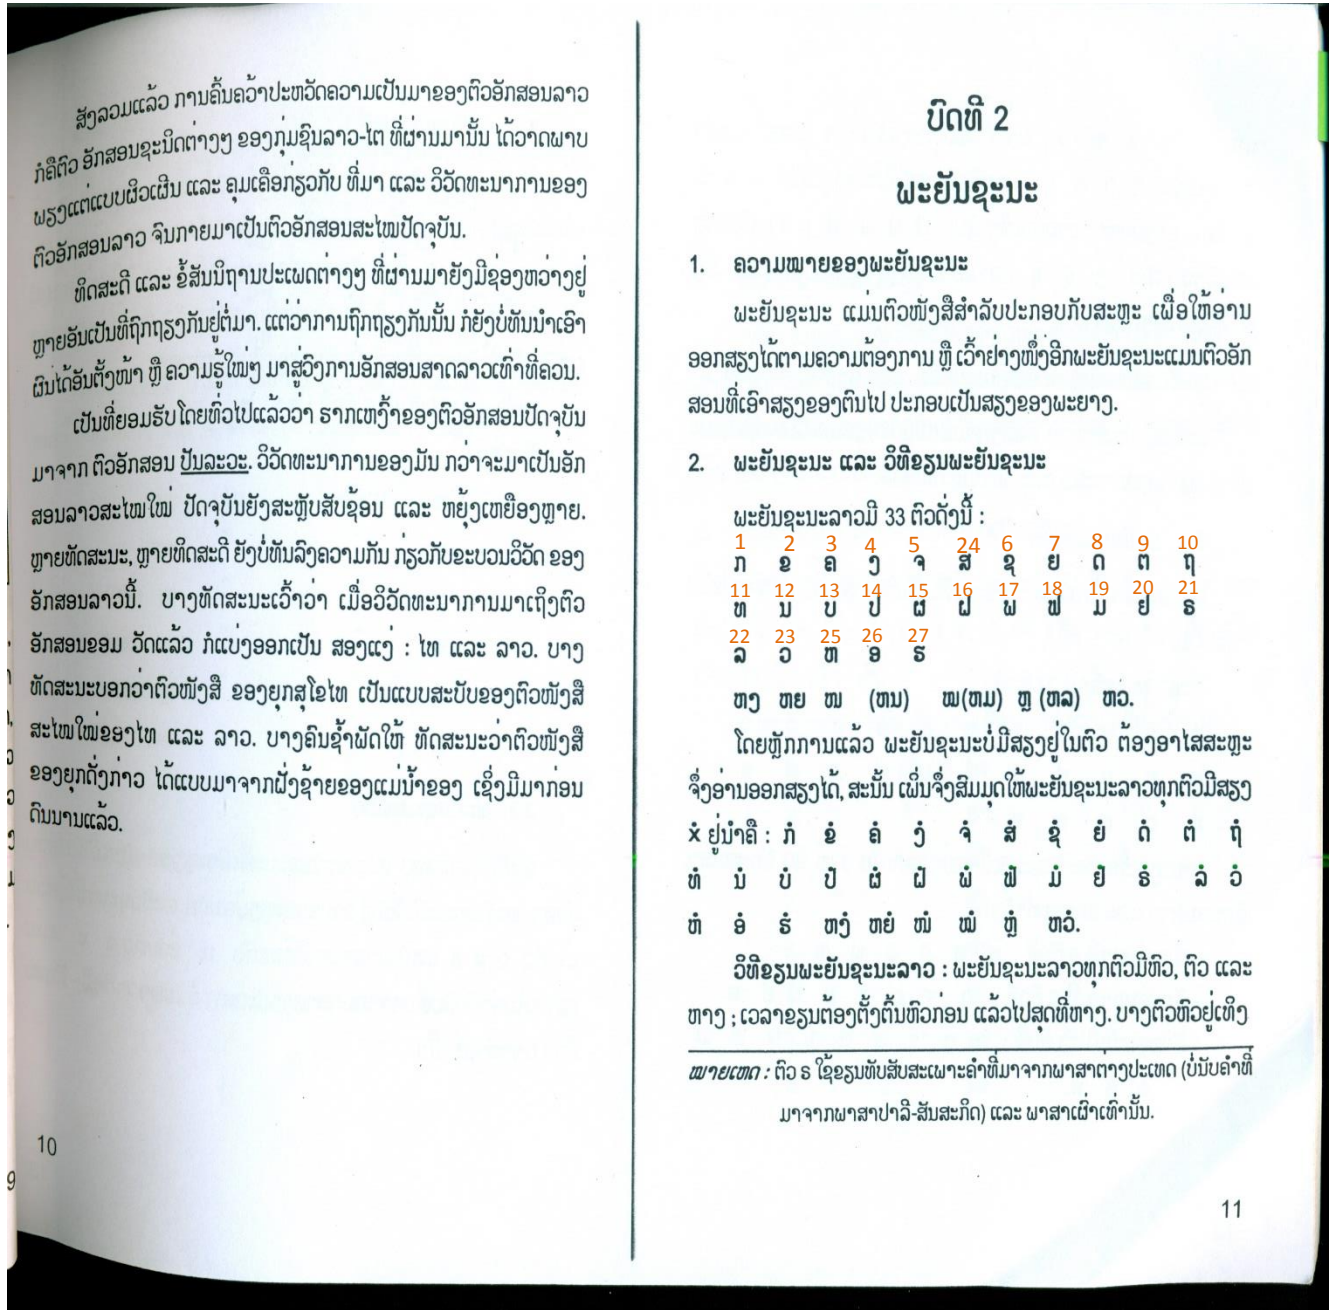 ສັງລວມແລ້ວ ການຄົ້ນຄວ້າປະຫວັດຄວາມເປັນມາຂອງຕົວອັກສອນລາວ
ກໍຄືຕົວ ອັກສອນຊະນິດຕ່າງໆ ຂອງກຸ່ມຊົນລາວ-ໄຕ ທີ່ຜ່ານມານັ້ນ ໄດ້ວາດພາບ
ພຽງແຕ່ແບບຜິວເຜີນ ແລະ ຄຸມເຄືອກ່ຽວກັບ ທີ່ມາ ແລະ ວິວັດທະນາການຂອງ
ຕົວອັກສອນລາວ ຈົນກາຍມາເປັນຕົວອັກສອນສະໄໝປັດຈຸບັນ.
ທິດສະດີ ແລະ ຂໍ້ສັນນິຖານປະເພດຕ່າງໆ ທີ່ຜ່ານມາຍັງມີຊ່ອງຫວ່າງຢູ່
ຫຼາຍອັນເປັນທີ່ຖົກຖຽງກັນຢູ່ຕໍ່ມາ. ແຕ່ວ່າການຖົກຖຽງກັນນັ້ນ ກໍຍັງບໍ່ທັນນຳເອົາ
ຜົນໄດ້ອັນຕັ້ງໜ້າ ຫຼື ຄວາມຮູ້ໃໝ່ໆ ມາສູ່ວົງການອັກສອນສາດລາວເທົ່າທີ່ຄວນ.
ເປັນທີ່ຍອມຮັບໂດຍທົ່ວໄປແລ້ວວ່າ ຮາກເຫງົ້າຂອງຕົວອັກສອນປັດຈຸບັນ
ມາຈາກ ຕົວອັກສອນ ປັນລະວະ. ວິວັດທະນາການຂອງມັນ ກວ່າຈະມາເປັນອັກ
ສອນລາວສະໄໝໃໝ່ ປັດຈຸບັນຍັງສະຫຼັບສັບຊ້ອນ ແລະ ຫຍຸ້ງເຫຍືອງຫຼາຍ.
ຫຼາຍທັດສະນະ, ຫຼາຍທິດສະດີ ຍັງບໍ່ທັນລົງຄວາມກັນ ກ່ຽວກັບຂະບວນວິວັດ ຂອງ
ອັກສອນລາວນີ້. ບາງທັດສະນະເວົ້າວ່າ ເມື່ອວິວັດທະນາການມາເຖິງຕົວ
ອັກສອນຂອມ ວັດແລ້ວ ກໍແບ່ງອອກເປັນ ສອງແງ່ : ໄທ ແລະ ລາວ. ບາງ
ທັດສະນະບອກວ່າຕົວໜັງສື ຂອງຍຸກສຸໂຂໄທ ເປັນແບບສະບັບຂອງຕົວໜັງສື
ສະໄໝໃໝ່ຂອງໄທ ແລະ ລາວ. ບາງຄົນຊ້ຳພັດໃຫ້ ທັດສະນະວ່າຕົວໜັງສື
ຂອງຍຸກດັ່ງກ່າວ ໄດ້ແບບມາຈາກຝັ່ງຊ້າຍຂອງແມ່ນ້ຳຂອງ ເຊິ່ງມີມາກ່ອນ
ດົນນານແລ້ວ.
10
ບົດທີ 2
ພະຍັນຊະນະ
1. ຄວາມໝາຍຂອງພະຍັນຊະນະ
ພະຍັນຊະນະ ແມ່ນຕົວໜັງສືສຳລັບປະກອບກັບສະຫຼະ ເພື່ອໃຫ້ອ່ານ
ອອກສຽງໄດ້ຕາມຄວາມຕ້ອງການ ຫຼື ເວົ້າຢ່າງໜຶ່ງອີກພະຍັນຊະນະແມ່ນຕົວອັກ
ສອນທີ່ເອົາສຽງຂອງຕົນໄປ ປະກອບເປັນສຽງຂອງພະຍາງ.
2. ພະຍັນຊະນະ ແລະ ວິທີຂຽນພະຍັນຊະນະ
ພະຍັນຊະນະລາວມີ 33 ຕົວດັ່ງນີ້ :
1 2 3 4 5 24 6 7 8 9 10
ກ ຂ ຄ ງ ຈ ສ ຊ ຍ ດ ຕ ຖ
11 12 13 14 15 16 17 18 19 20 21
ທ ນ ບ ປ ຜ ຝ ພ ຟ ມ ຢ ຣ
22 23 25 26 27
ລ ວ ຫ ອ ຮ
ຫງ ຫຍ ໜ (ຫນ) ໝ(ຫມ) ຫຼ (ຫລ) ຫວ.
ໂດຍຫຼັກການແລ້ວ ພະຍັນຊະນະບໍ່ມີສຽງຢູ່ໃນຕົວ ຕ້ອງອາໄສສະຫຼະ
ຈຶ່ງອ່ານອອກສຽງໄດ້, ສະນັ້ນ ເພິ່ນຈຶ່ງສົມມຸດໃຫ້ພະຍັນຊະນະລາວທຸກຕົວມີສຽງ
xໍ ຢູ່ນຳຄື : ກໍ ຂໍ ຄໍ ງໍ ຈໍ ສໍ ຊໍ ຍໍ ດໍ ຕໍ ຖໍ
ທໍ ນໍ ບໍ ປໍ ຜໍ ຝໍ ພໍ ຟໍ ມໍ ຢໍ ຣໍ ລໍ ວໍ
ຫໍ ອໍ ຮໍ ຫງໍ ຫຍໍ ໜໍ ໝໍ ຫຼໍ ຫວໍ.
ວິທີຂຽນພະຍັນຊະນະລາວ : ພະຍັນຊະນະລາວທຸກຕົວມີຫົວ, ຕົວ ແລະ
ຫາງ ; ເວລາຂຽນຕ້ອງຕັ້ງຕົ້ນຫົວກ່ອນ ແລ້ວໄປສຸດທີ່ຫາງ. ບາງຕົວຫົວຢູ່ເທິງ
ໝາຍເຫດ : ຕົວ ຣ ໃຊ້ຂຽນທັບສັບສະເພາະຄຳທີ່ມາຈາກພາສາຕ່າງປະເທດ (ບໍ່ນັບຄຳທີ່
ມາຈາກພາສາປາລີ-ສັນສະກິດ) ແລະ ພາສາເຜົ່າເທົ່ານັ້ນ.
11